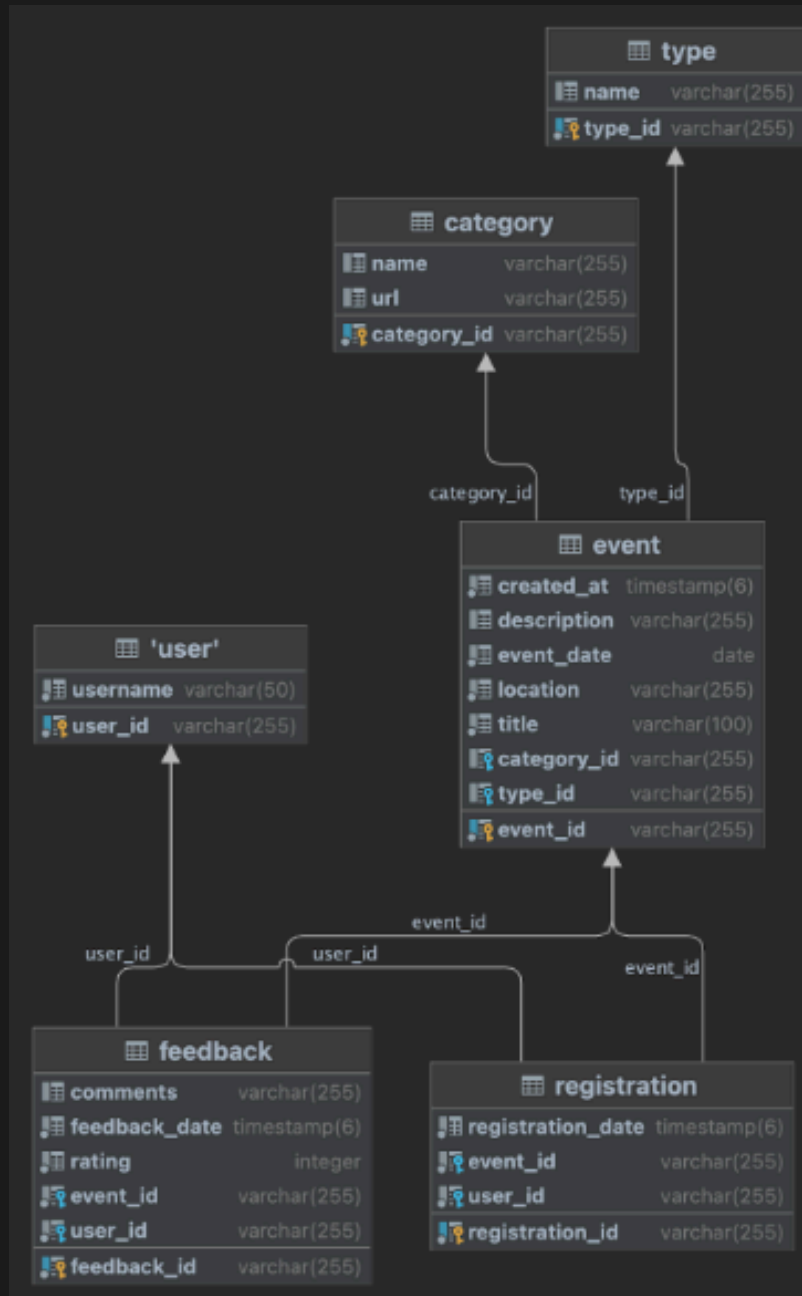 type
name varchar(255)
type_id varchar(255)
category
name varchar(255)
url varchar(255)
category_id varchar(255)
category_id type_id
event
created_at timestamp(6)
description varchar(255)
event_date date
location varchar(255)
title varchar(100)
category_id varchar(255)
type_id varchar(255)
event_id varchar(255)
'user'
username varchar(50)
user_id varchar(255)
event_id
user_id user_id
event_id
feedback
comments varchar(255)
feedback_date timestamp(6)
rating integer
event_id varchar(255)
user_id varchar(255)
feedback_id varchar(255)
registration
registration_date timestamp(6)
event_id varchar(255)
user_id varchar(255)
registration_id varchar(255)